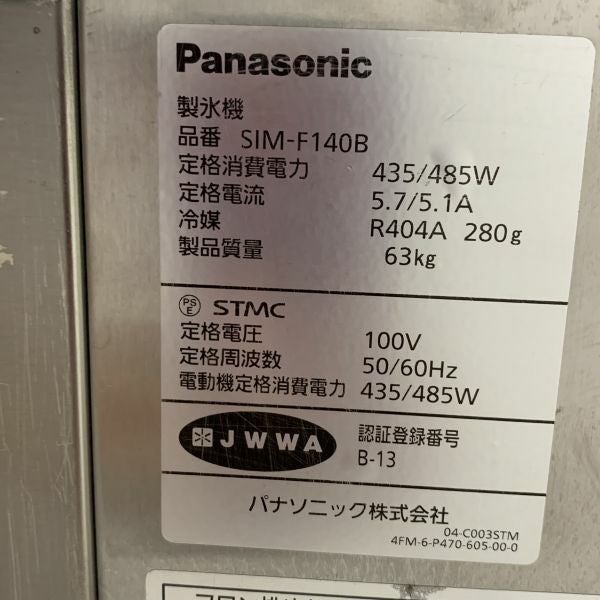 Panasonic
製氷機
品番 SIM-F140B
定格消費電力 435/485W
定格電流 5.7/5.1A
冷媒 R404A 280g
製品質量 63kg
PS E STMC
定格電圧 100V
定格周波数 50/60Hz
電動機定格消費電力 435/485W
JWWA 認証登録番号
B-13
パナソニック株式会社
04-C003STM
4FM-6-P470-605-00-0